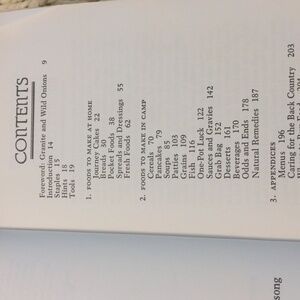 CONTENTS
Foreword: Granite and Wild Onions 9
Introduction 14
Staples 15
Hints 18
Tools 19
1. FOODS TO MAKE AT HOME
Journey Cakes 22
Breads 30
Pocket Foods 38
Spreads and Dressings 55
Fresh Foods 62
2. FOODS TO MAKE IN CAMP
Cereals 70
Pancakes 79
Soups 85
Patties 103
Grains 109
Fish 116
One-Pot Luck 122
Sauces and Gravies 142
Grab Bag 152
Desserts 161
Beverages 170
Odds and Ends 178
Natural Remedies 187
3. APPENDICES
Menus 196
Caring for the Back Country 203
song